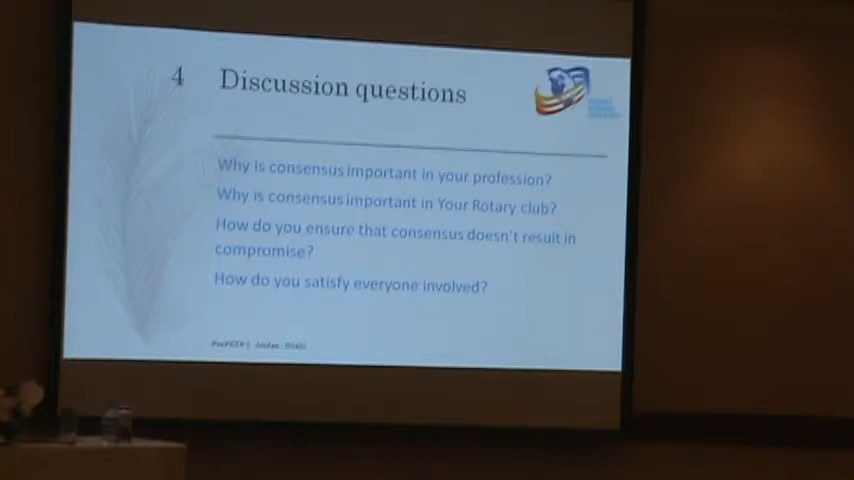 4 Discussion questions
Why is consensus important in your profession?
Why is consensus important in Your Rotary club?
How do you ensure that consensus doesn't result in
compromise?
How do you satisfy everyone involved?